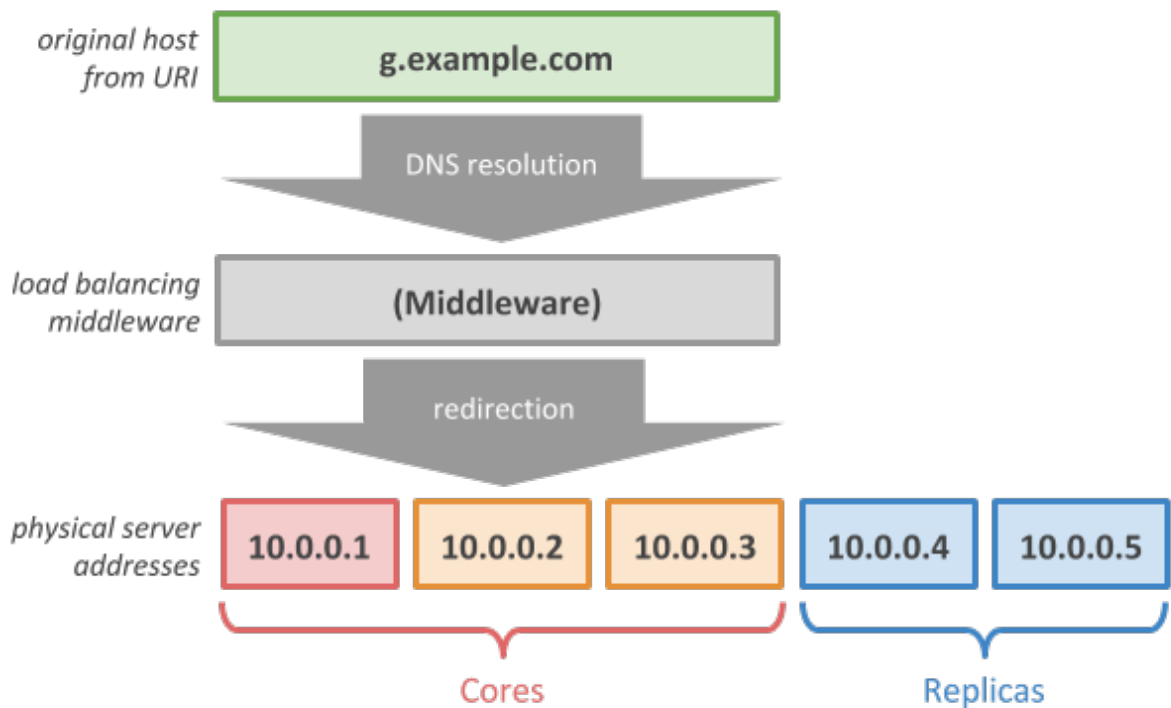 original host
from URI
g.example.com
DNS resolution
load balancing
middleware
(Middleware)
redirection
physical server
addresses
10.0.0.1
10.0.0.2
10.0.0.3
10.0.0.4
10.0.0.5
Cores
Replicas